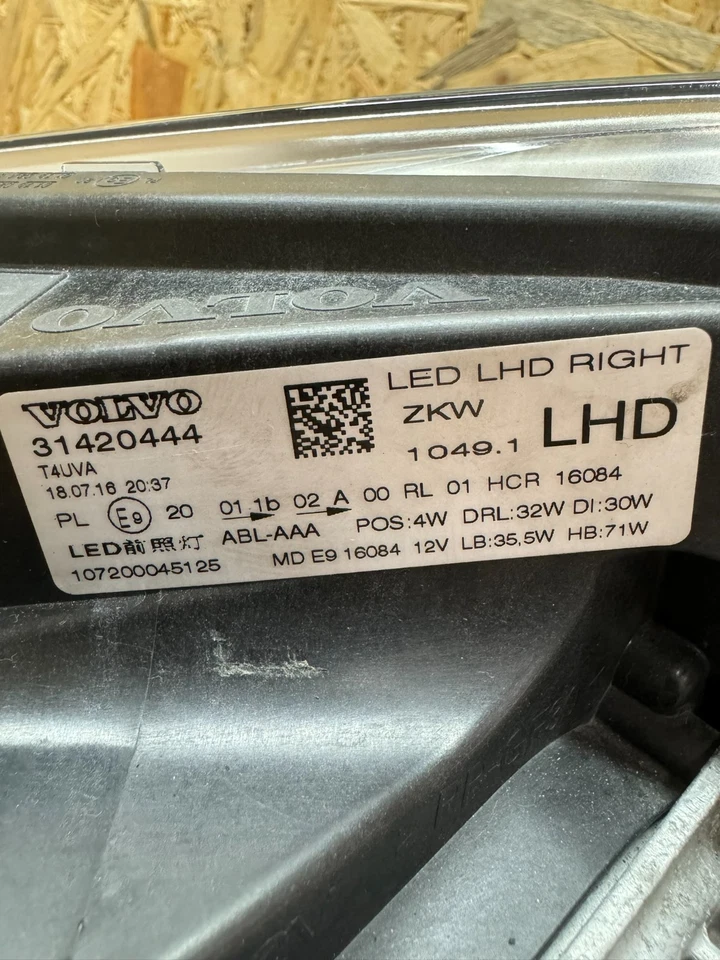 VOLVO
VOLVO
31420444
T4UVA
18.07.16 20:37
LED LHD RIGHT
ZKW
1049.1
LHD
PL E9 20 01 1b 02 A 00 RL 01 HCR 16084
LED前照灯 ABL-AAA POS:4W DRL:32W DI:30W
107200045125 MD E9 16084 12V LB:35,5W HB:71W